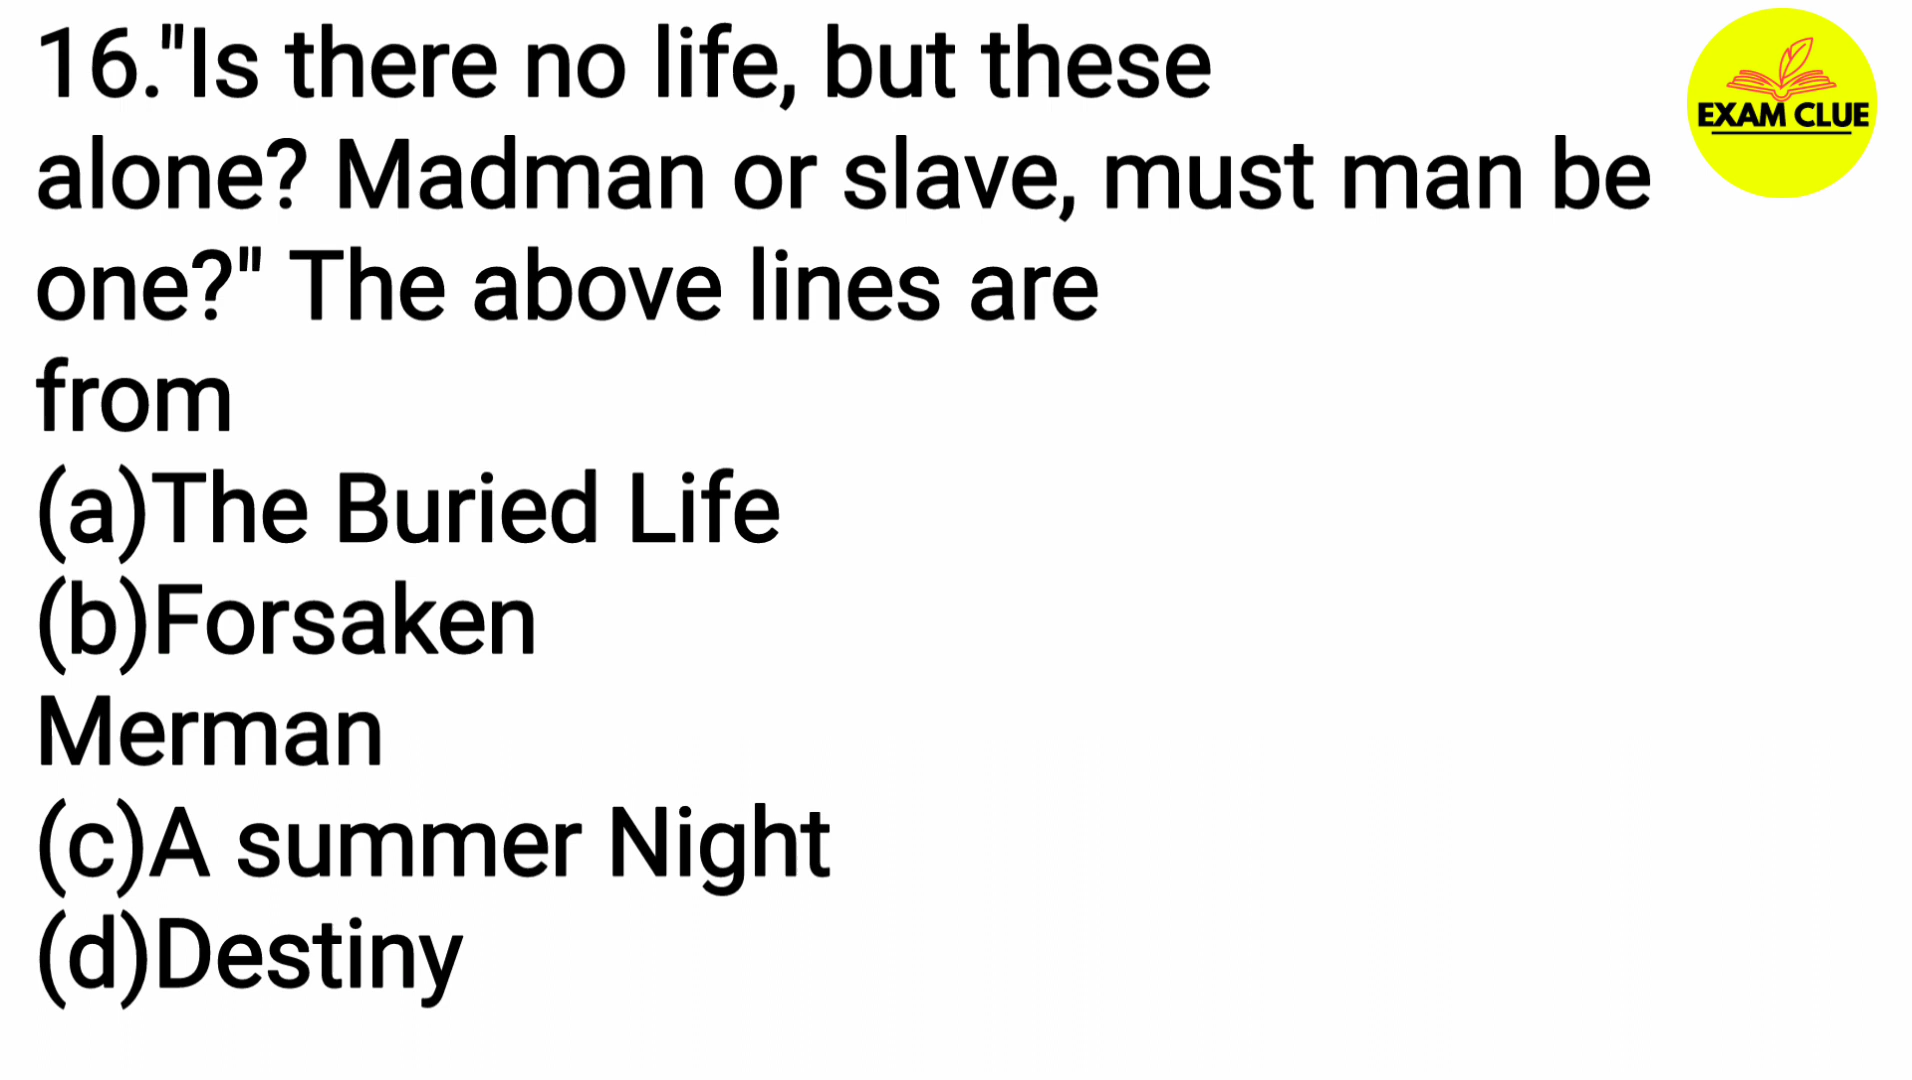 16."Is there no life, but these
alone? Madman or slave, must man be
one?" The above lines are
from
(a)The Buried Life
(b)Forsaken
Merman
(c)A summer Night
(d)Destiny
EXAM CLUE